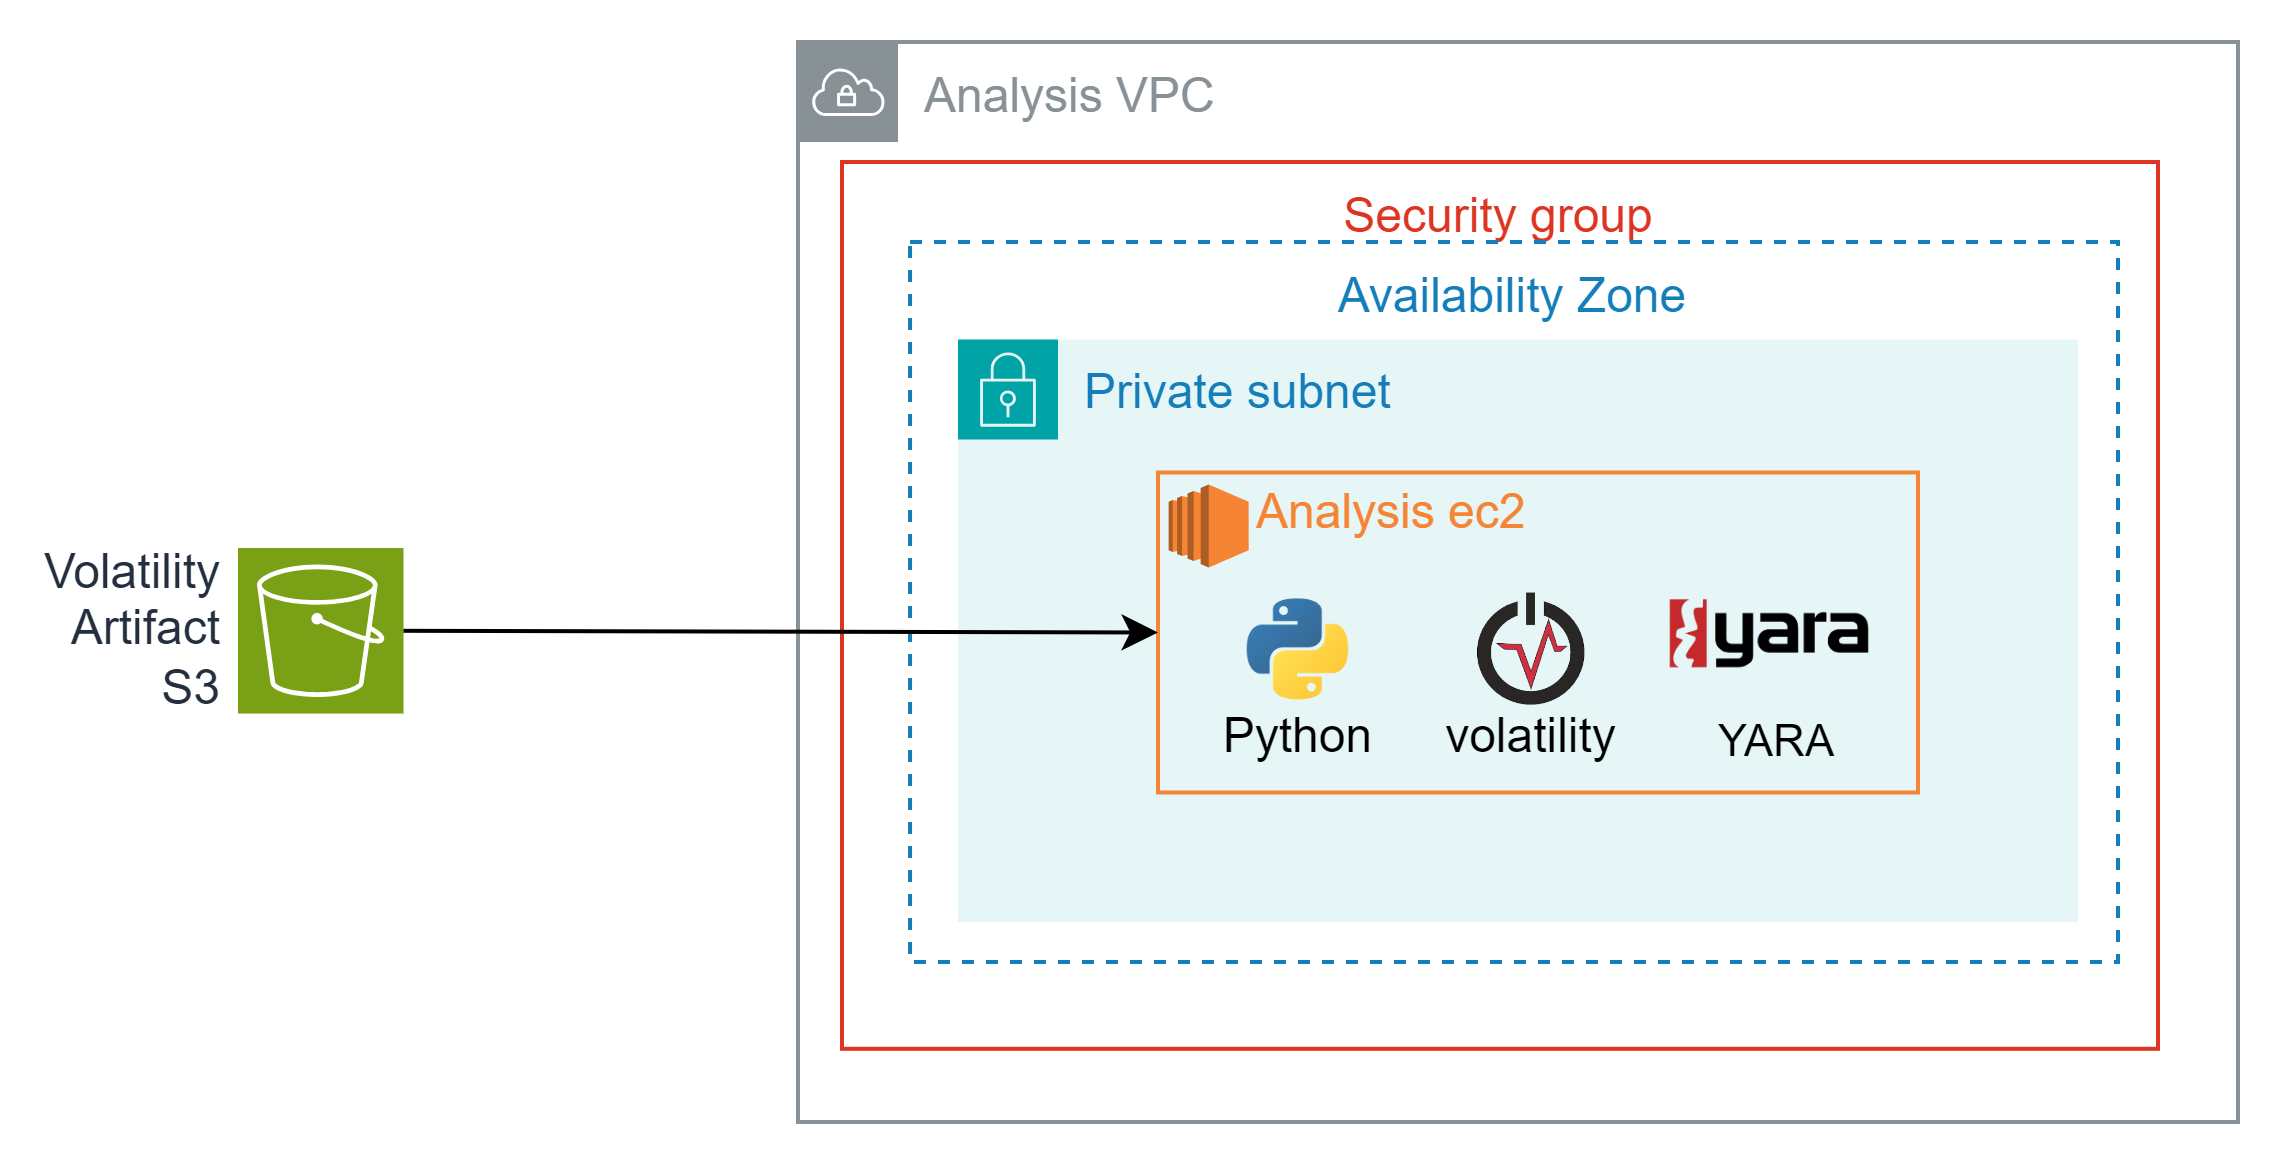 Analysis VPC
Security group
Availability Zone
Private subnet
Analysis ec2
Volatility
Artifact
S3
yara
Python
volatility
YARA